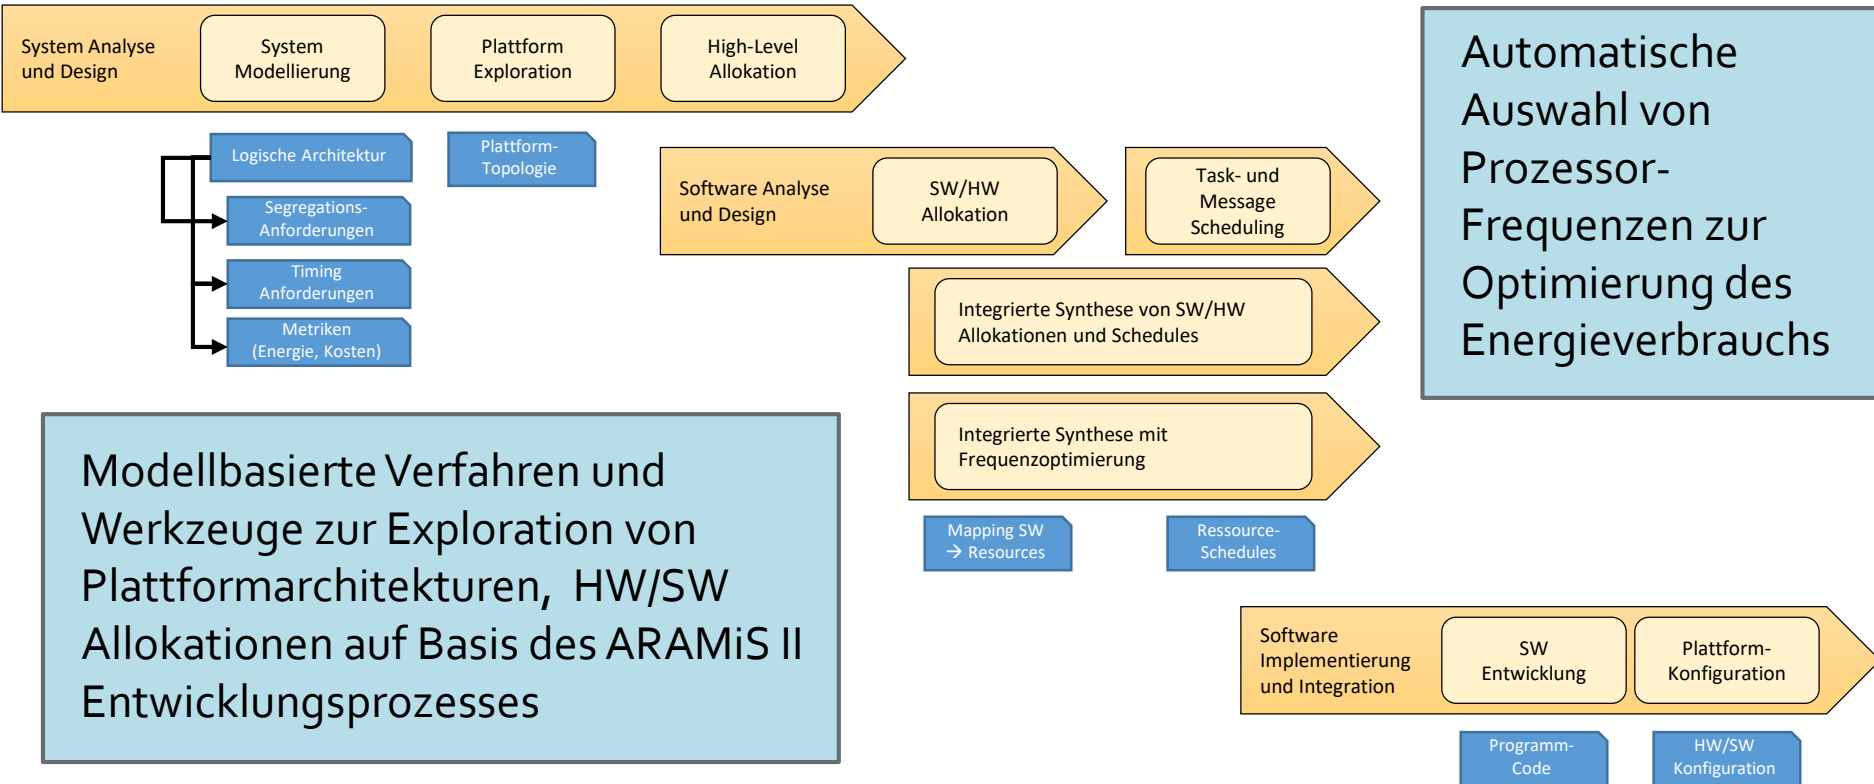 System Analyse
und Design
System
Modellierung
Plattform
Exploration
High-Level
Allokation
Automatische
Auswahl von
Prozessor-
Frequenzen zur
Optimierung des
Energieverbrauchs
Logische Architektur
Plattform-
Topologie
Segregations-
Anforderungen
Timing
Anforderungen
Metriken
(Energie, Kosten)
Software Analyse
und Design
SW/HW
Allokation
Task- und
Message
Scheduling
Integrierte Synthese von SW/HW
Allokationen und Schedules
Integrierte Synthese mit
Frequenzoptimierung
Modellbasierte Verfahren und
Werkzeuge zur Exploration von
Plattformarchitekturen, HW/SW
Allokationen auf Basis des ARAMiS II
Entwicklungsprozesses
Mapping SW
→ Resources
Ressource-
Schedules
Software
Implementierung
und Integration
SW
Entwicklung
Plattform-
Konfiguration
Programm-
Code
HW/SW
Konfiguration